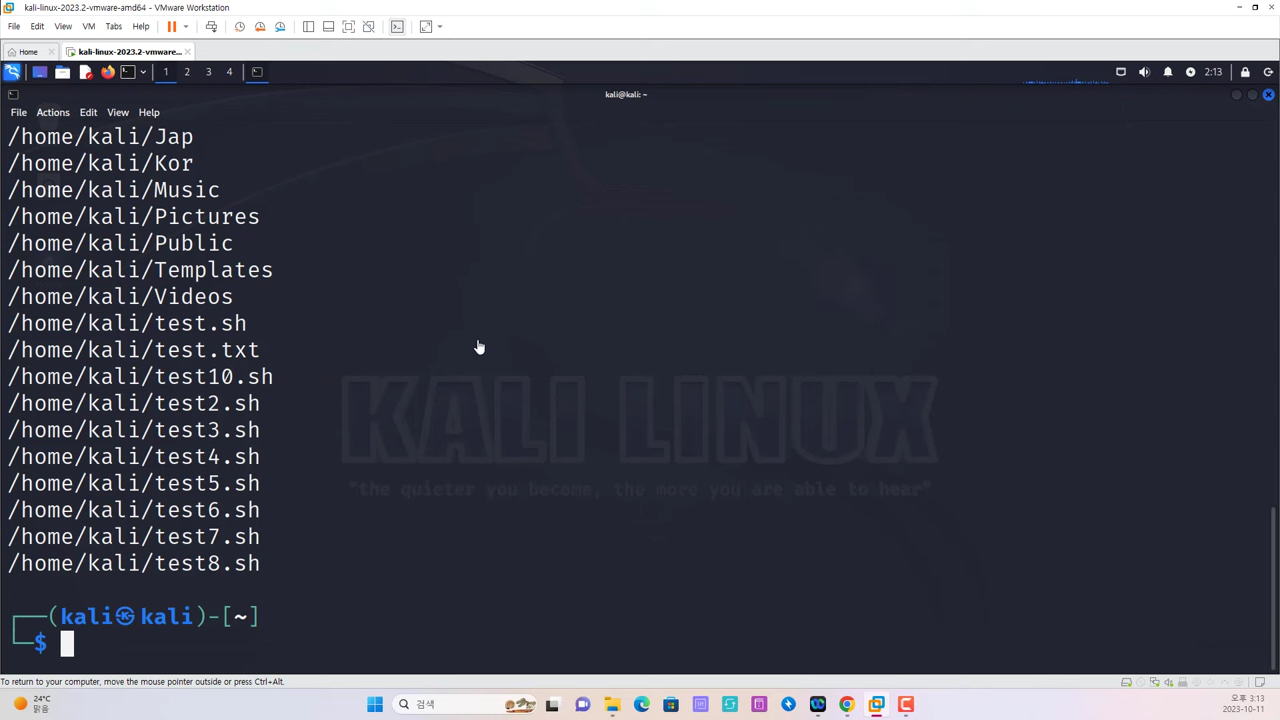 kali-linux-2023.2-vmware-amd64 - VMware Workstation
File Edit View VM Tabs Help
Home kali-linux-2023.2-vmware...
1 2 3 4 2:13
kali@kali: ~
File Actions Edit View Help
/home/kali/Jap
/home/kali/Kor
/home/kali/Music
/home/kali/Pictures
/home/kali/Public
/home/kali/Templates
/home/kali/Videos
/home/kali/test.sh
/home/kali/test.txt
/home/kali/test10.sh
/home/kali/test2.sh
/home/kali/test3.sh
/home/kali/test4.sh
/home/kali/test5.sh
/home/kali/test6.sh
/home/kali/test7.sh
/home/kali/test8.sh
KALI LINUX
"the quieter you become, the more you are able to hear"
(kali㉿kali)-[~]
$
To return to your computer, move the mouse pointer outside or press Ctrl+Alt.
24°C
맑음
검색
오후 3:13
2023-10-11